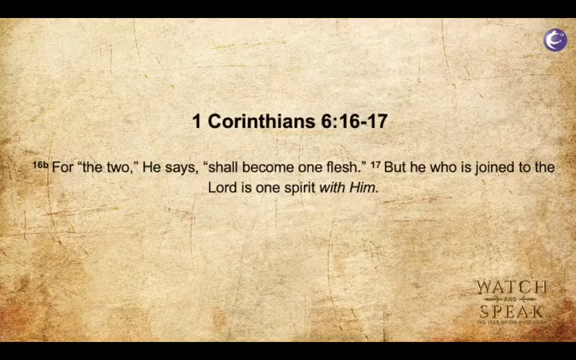 1 Corinthians 6:16-17
16b For “the two,” He says, “shall become one flesh.” 17 But he who is joined to the
Lord is one spirit with Him.
WATCH
AND
SPEAK